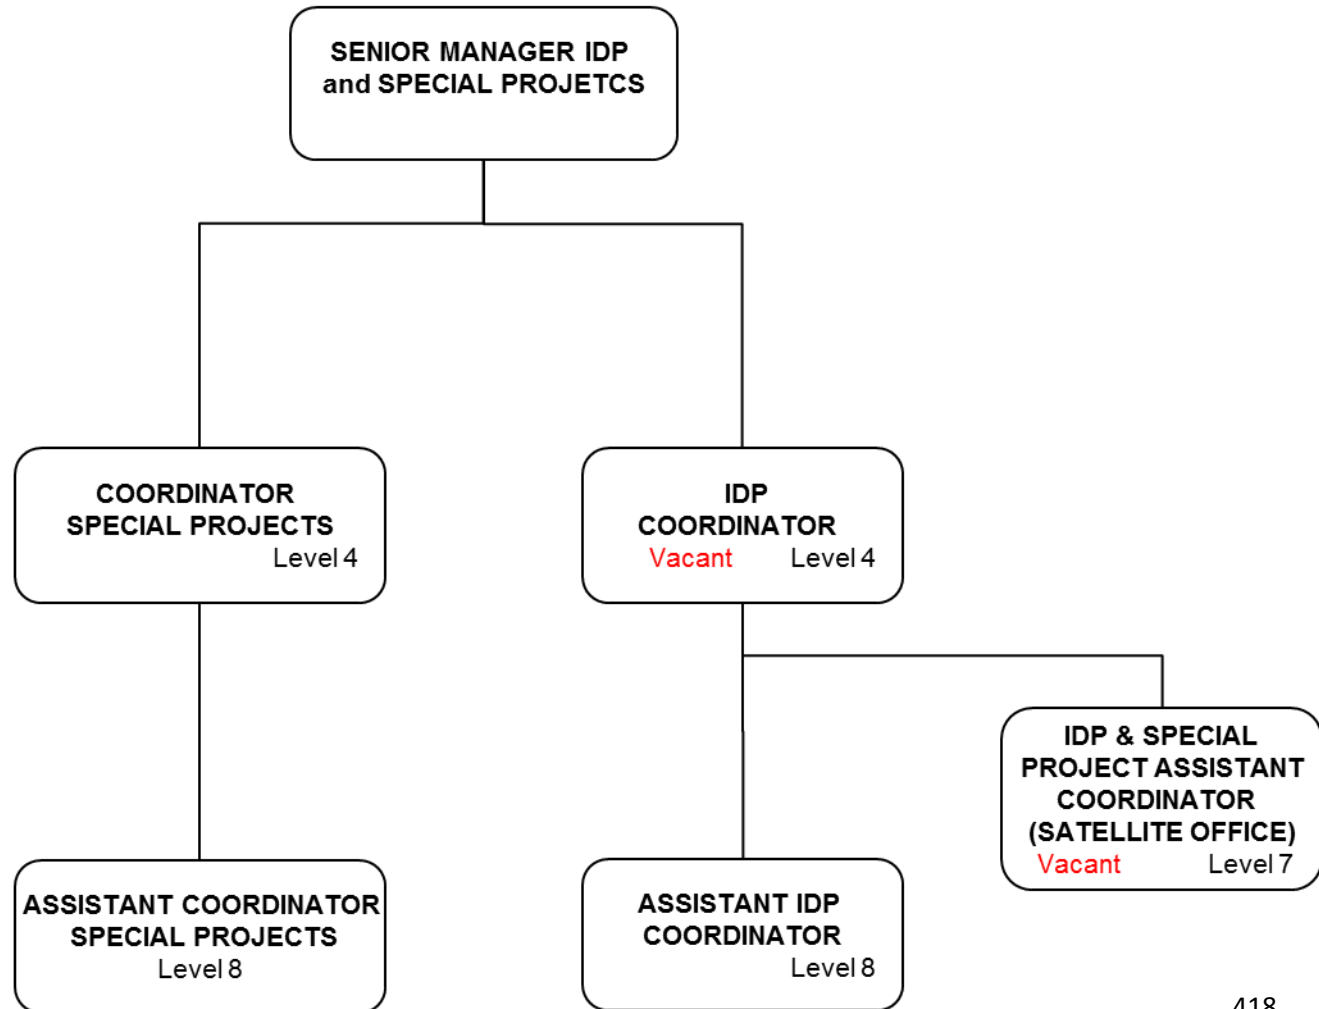 SENIOR MANAGER IDP
and SPECIAL PROJETCS
COORDINATOR
SPECIAL PROJECTS
Level 4
IDP
COORDINATOR
Vacant Level 4
IDP & SPECIAL
PROJECT ASSISTANT
COORDINATOR
(SATELLITE OFFICE)
Vacant Level 7
ASSISTANT COORDINATOR
SPECIAL PROJECTS
Level 8
ASSISTANT IDP
COORDINATOR
Level 8
418